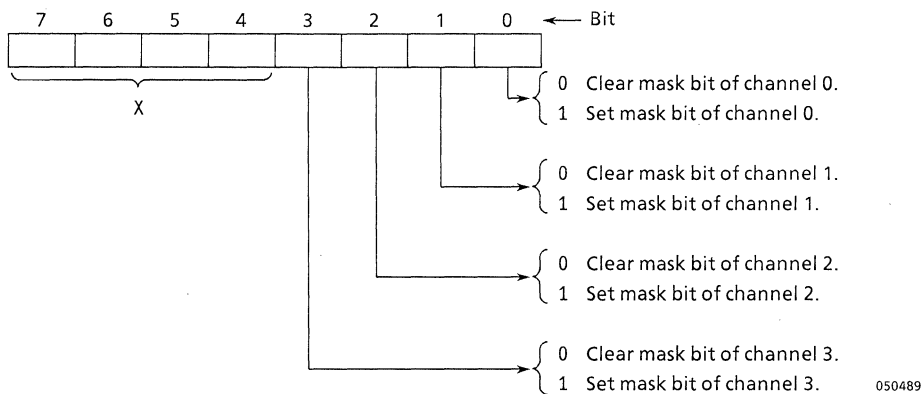 7 6 5 4 3 2 1 0 Bit
X
0 Clear mask bit of channel 0.
1 Set mask bit of channel 0.
0 Clear mask bit of channel 1.
1 Set mask bit of channel 1.
0 Clear mask bit of channel 2.
1 Set mask bit of channel 2.
0 Clear mask bit of channel 3.
1 Set mask bit of channel 3.
050489